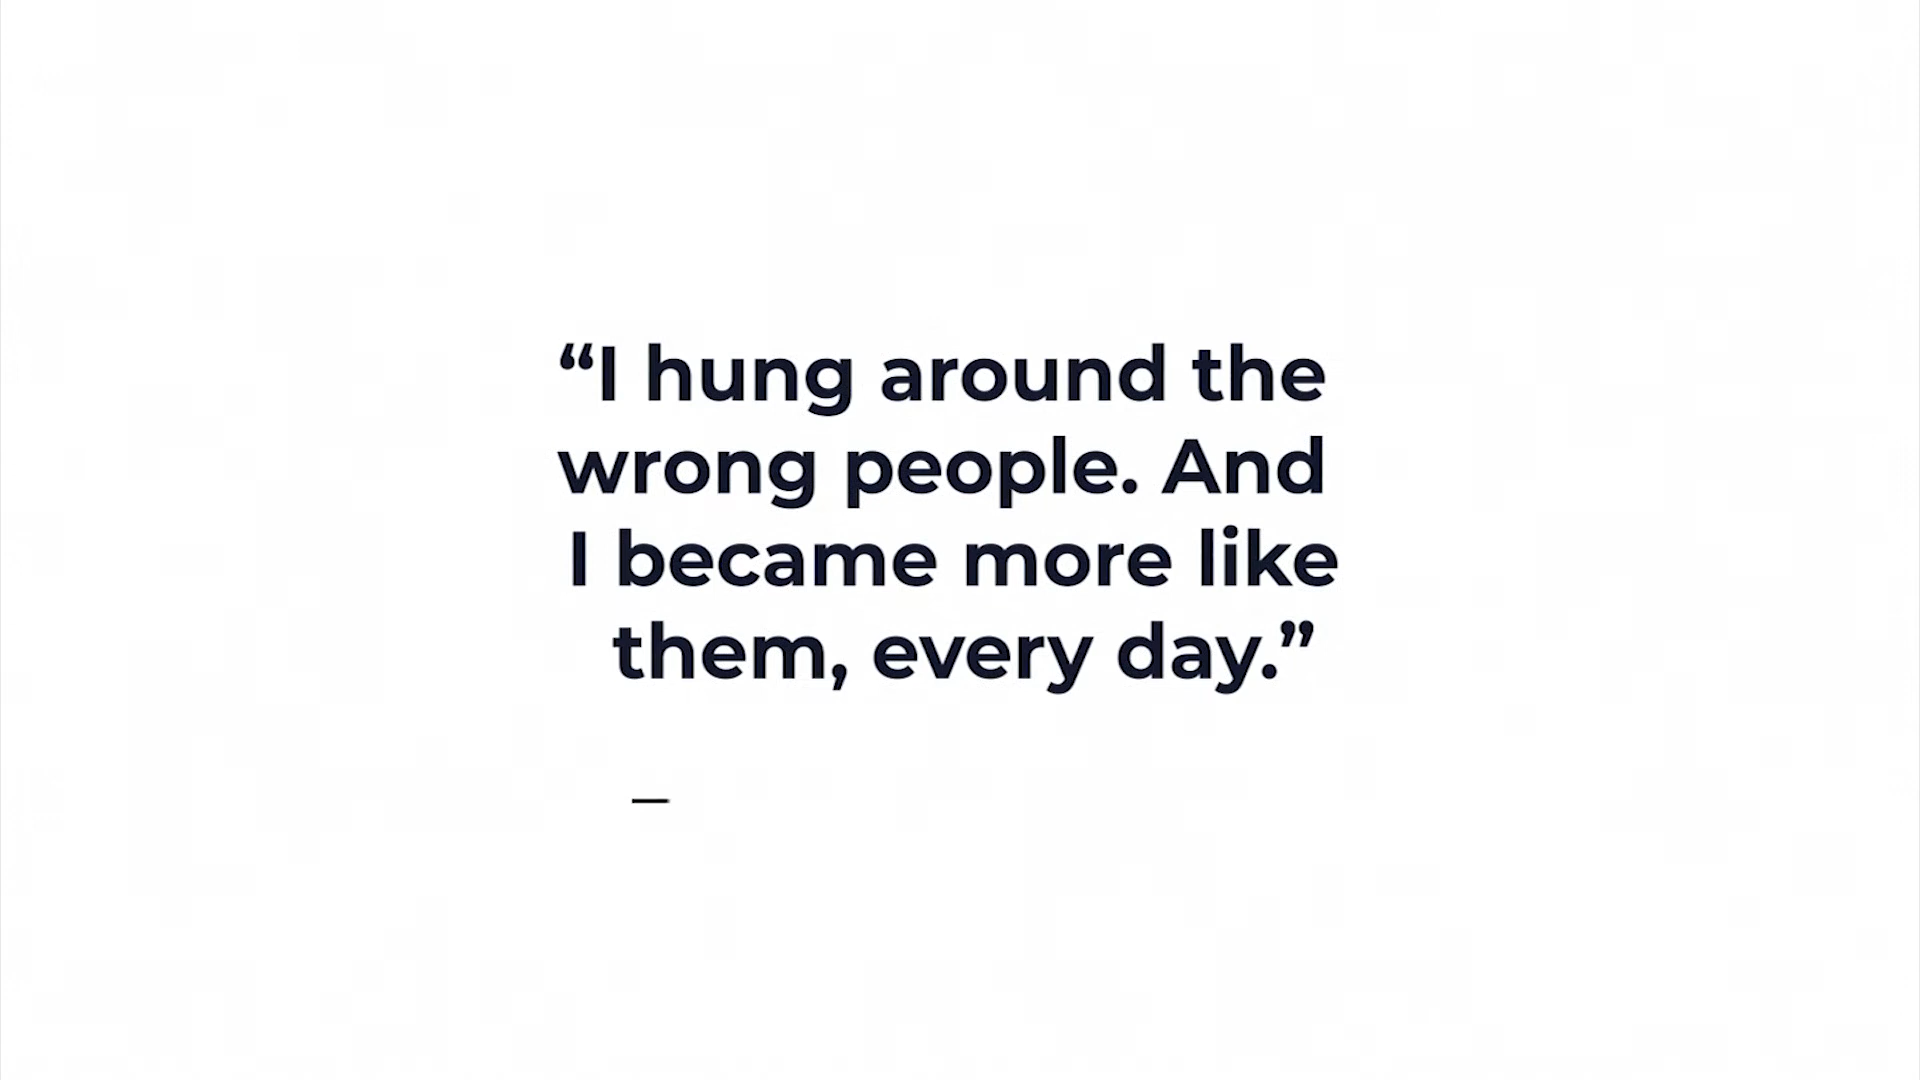 “I hung around the
wrong people. And
I became more like
them, every day.”
—